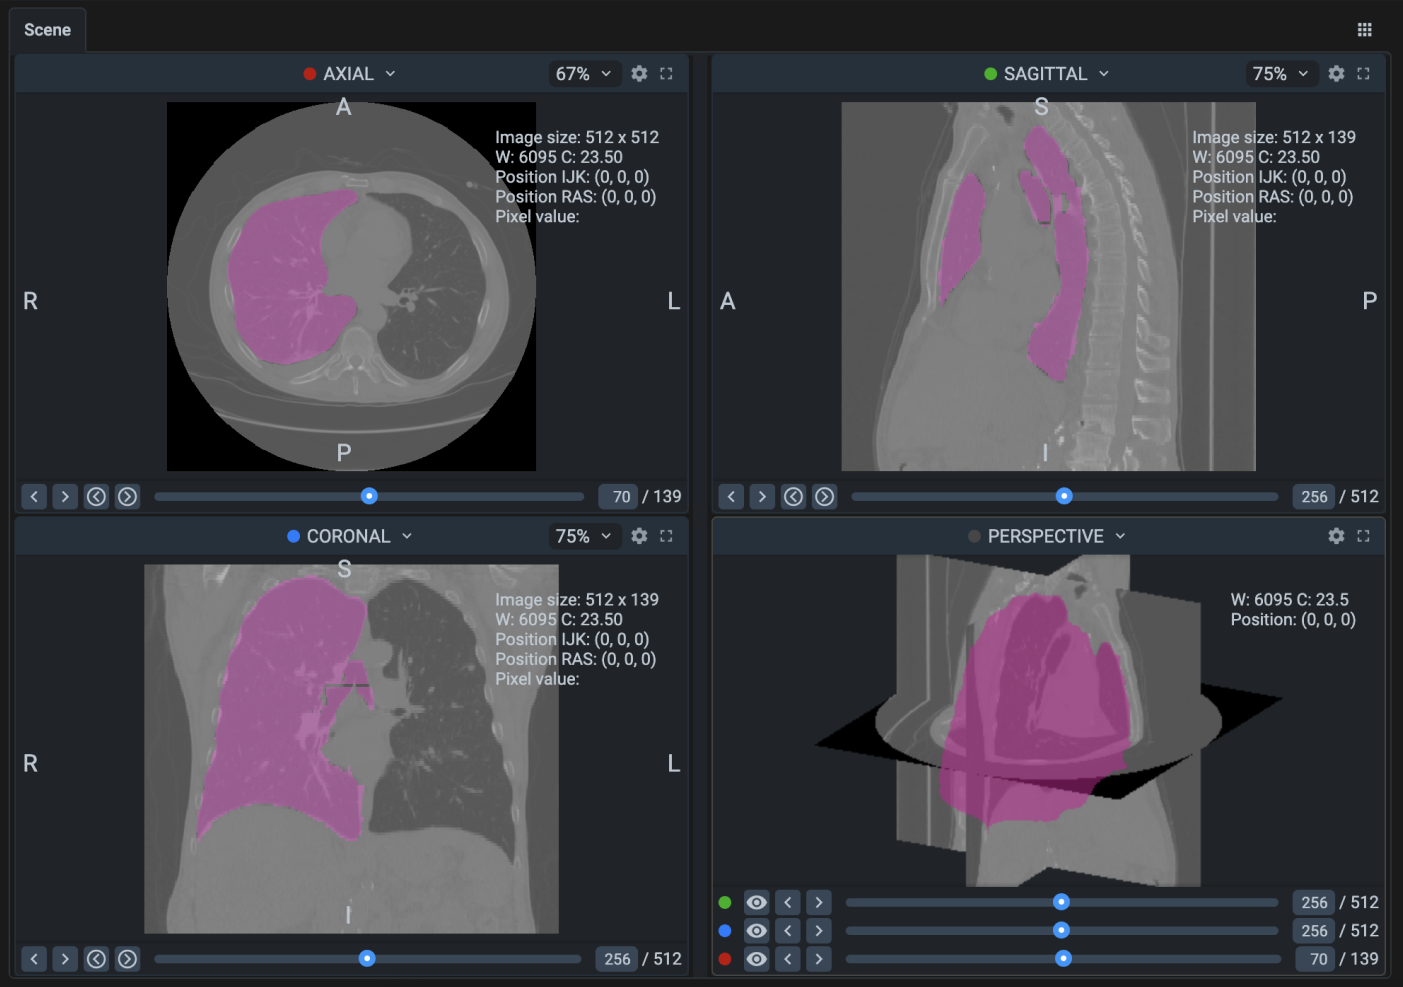 Scene
AXIAL
67%
A
Image size: 512 x 512
W: 6095 C: 23.50
Position IJK: (0, 0, 0)
Position RAS: (0, 0, 0)
Pixel value:
R
L
P
70 / 139
SAGITTAL
75%
S
Image size: 512 x 139
W: 6095 C: 23.50
Position IJK: (0, 0, 0)
Position RAS: (0, 0, 0)
Pixel value:
A
P
I
256 / 512
CORONAL
75%
S
Image size: 512 x 139
W: 6095 C: 23.50
Position IJK: (0, 0, 0)
Position RAS: (0, 0, 0)
Pixel value:
R
L
I
256 / 512
PERSPECTIVE
W: 6095 C: 23.5
Position: (0, 0, 0)
256 / 512
256 / 512
70 / 139